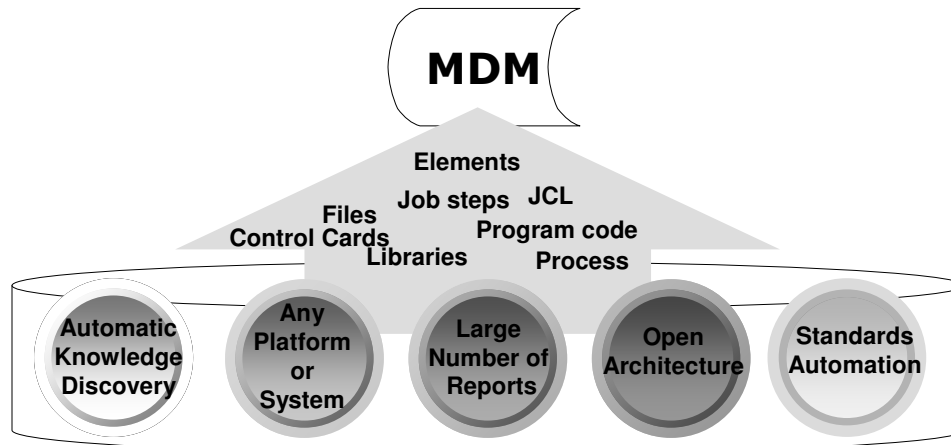 MDM
Elements
Job steps
JCL
Files
Control Cards
Program code
Libraries
Process
Automatic
Knowledge
Discovery
Any
Platform
or
System
Large
Number of
Reports
Open
Architecture
Standards
Automation